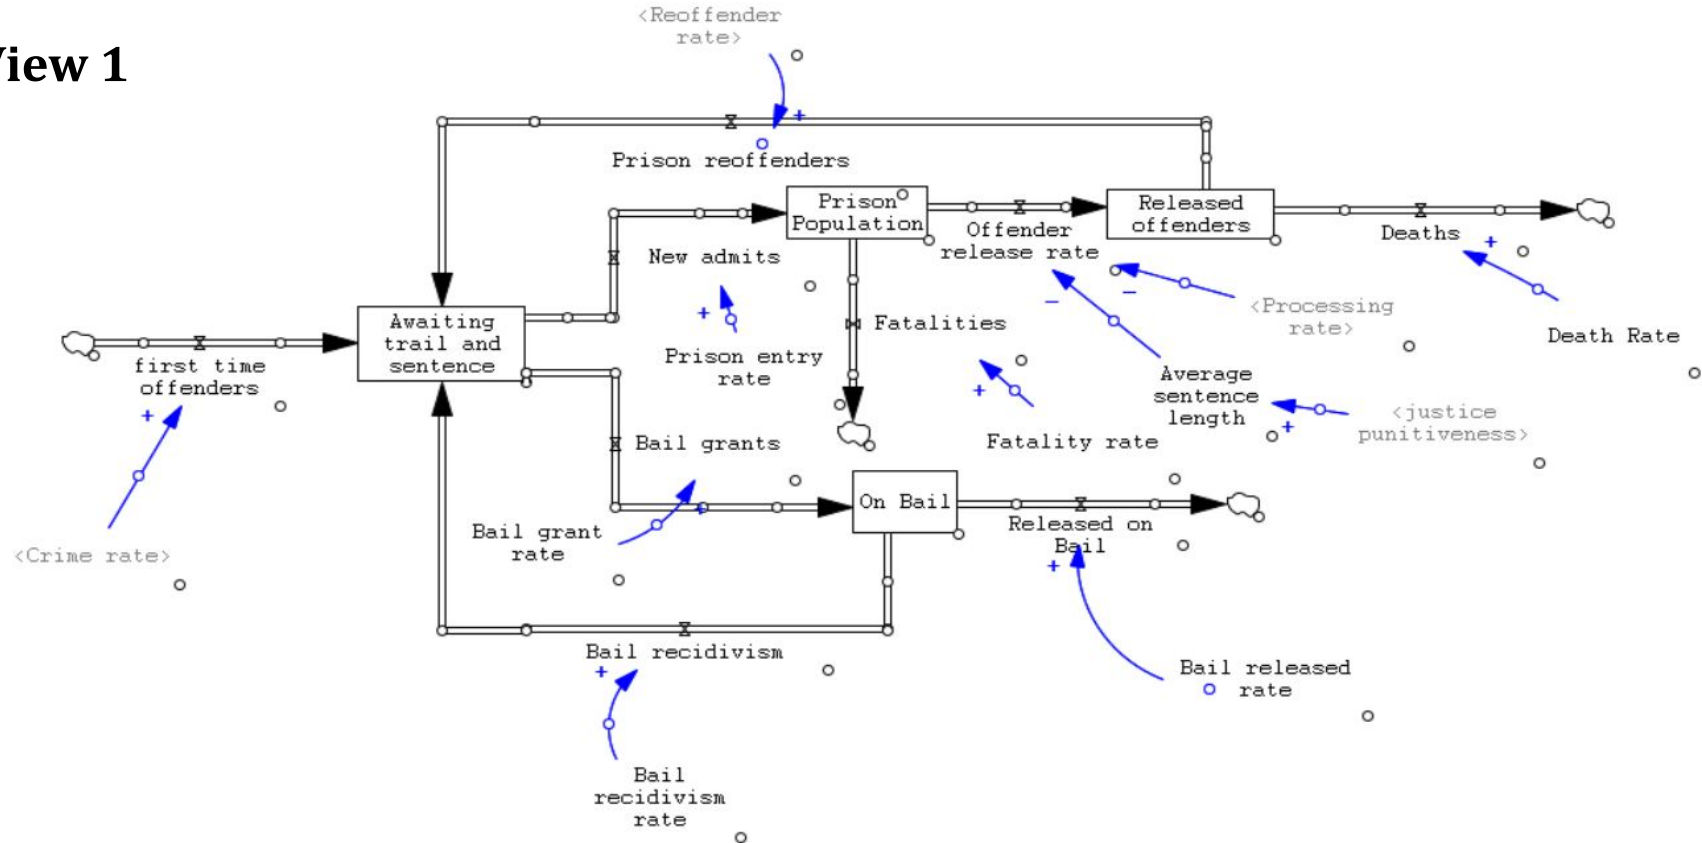 View 1
<Reoffender
rate>
+
Prison reoffenders
Prison
Population
Released
offenders
Offender
release rate
Deaths
+
New admits
+
Prison entry
rate
Fatalities
–
–
<Processing
rate>
Death Rate
Awaiting
trail and
sentence
first time
offenders
+
<Crime rate>
Average
sentence
length
+
<justice
punitiveness>
+
Fatality rate
Bail grants
+
Bail grant
rate
On Bail
Released on
Bail
+
Bail released
rate
Bail recidivism
+
Bail
recidivism
rate